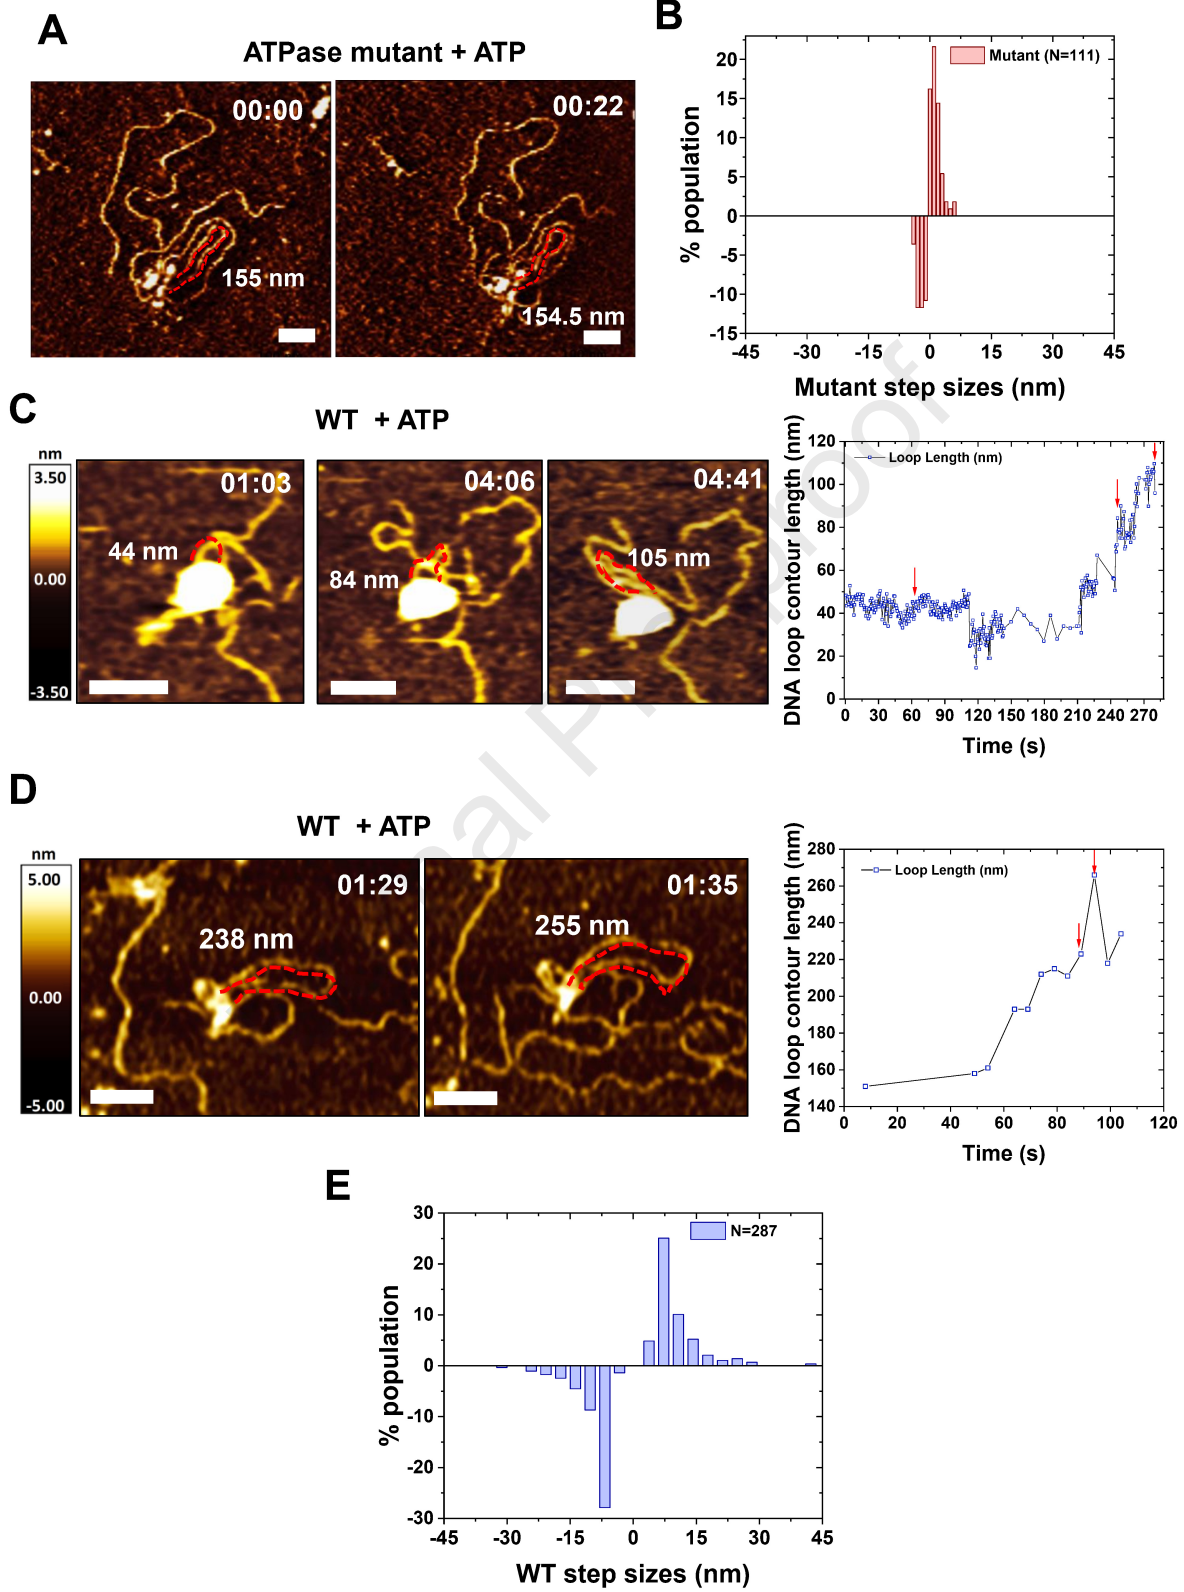 A
ATPase mutant + ATP
00:00
155 nm
00:22
154.5 nm
B
Mutant (N=111)
% population
20
15
10
5
0
-5
-10
-15
-45
-30
-15
0
15
30
45
Mutant step sizes (nm)
C
WT + ATP
nm
3.50
0.00
-3.50
01:03
44 nm
04:06
84 nm
04:41
105 nm
DNA loop contour length (nm)
Loop Length (nm)
120
100
80
60
40
20
0
0
30
60
90
120
150
180
210
240
270
Time (s)
D
WT + ATP
nm
5.00
0.00
-5.00
01:29
238 nm
01:35
255 nm
DNA loop contour length (nm)
Loop Length (nm)
280
260
240
220
200
180
160
140
0
20
40
60
80
100
120
Time (s)
E
N=287
% population
30
20
10
0
-10
-20
-30
-45
-30
-15
0
15
30
45
WT step sizes (nm)